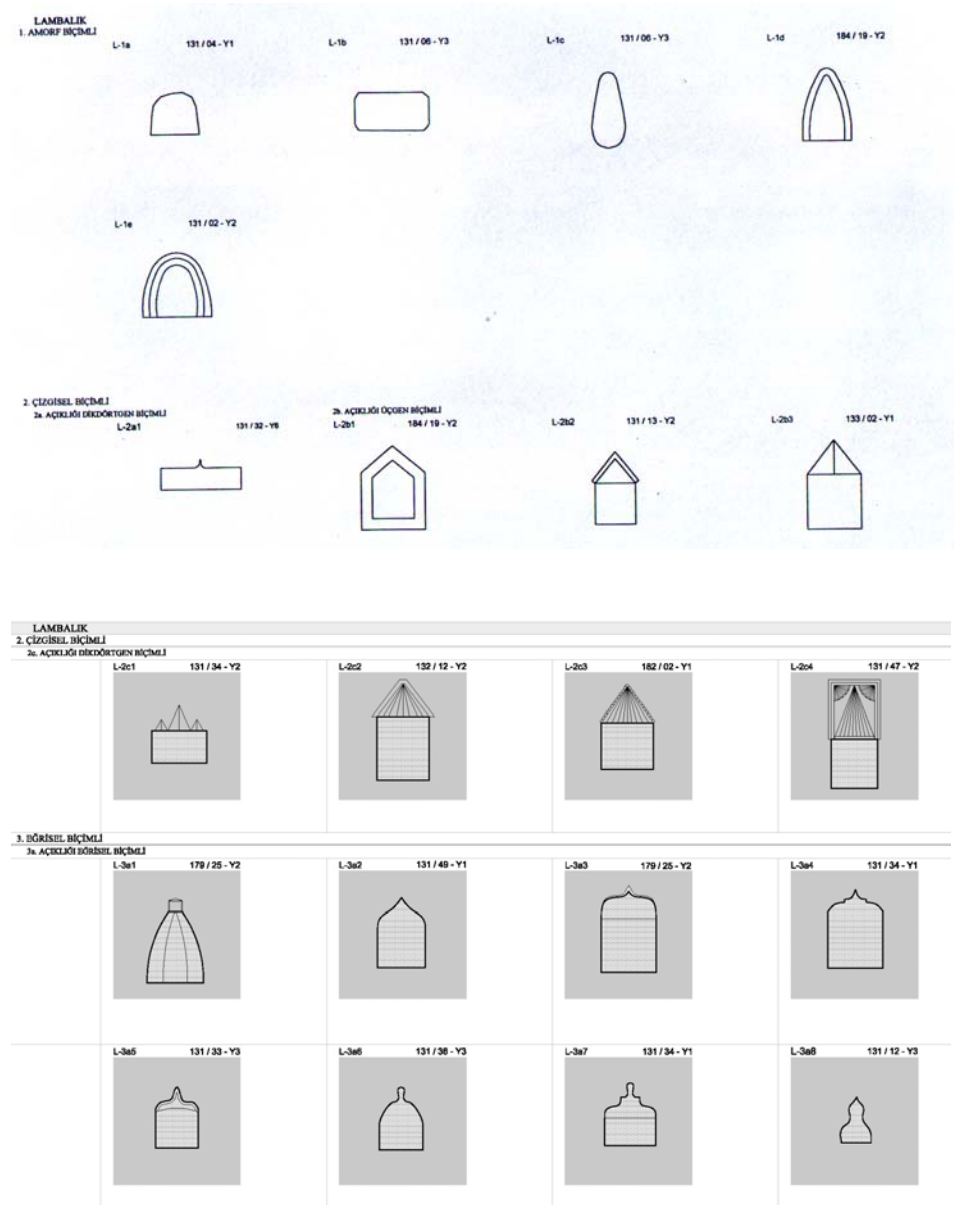 LAMBALIK
1. AMORF BİÇİMLİ
L-1a 131 / 04 - Y1 L-1b 131 / 06 - Y3 L-1c 131 / 06 - Y3 L-1d 184 / 19 - Y2
L-1e 131 / 02 - Y2
2. ÇİZGİSEL BİÇİMLİ
2a. AÇIKLIĞI DİKDÖRTGEN BİÇİMLİ 2b. AÇIKLIĞI ÜÇGEN BİÇİMLİ
L-2a1 131 / 32 - Y6 L-2b1 184 / 19 - Y2 L-2b2 131 / 13 - Y2 L-2b3 133 / 02 - Y1
LAMBALIK
2. ÇİZGİSEL BİÇİMLİ
2c. AÇIKLIĞI DİKDÖRTGEN BİÇİMLİ
L-2c1 131 / 34 - Y2 L-2c2 132 / 12 - Y2 L-2c3 182 / 02 - Y1 L-2c4 131 / 47 - Y2
3. EĞRİSEL BİÇİMLİ
3a. AÇIKLIĞI EĞRİSEL BİÇİMLİ
L-3a1 179 / 25 - Y2 L-3a2 131 / 49 - Y1 L-3a3 179 / 25 - Y2 L-3a4 131 / 34 - Y1
L-3a5 131 / 33 - Y3 L-3a6 131 / 36 - Y3 L-3a7 131 / 34 - Y1 L-3a8 131 / 12 - Y3